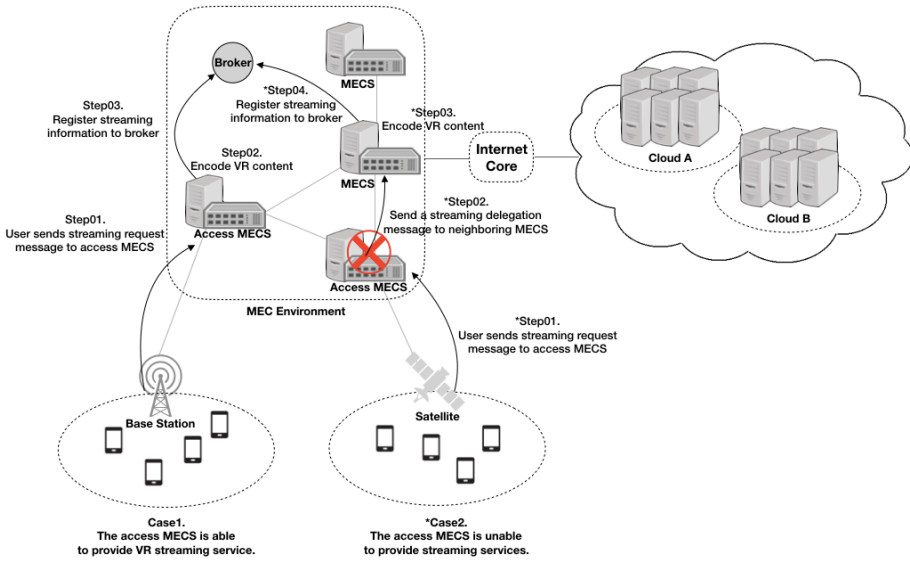 Broker
MECS
Step03.
Register streaming
information to broker
*Step04.
Register streaming
information to broker
*Step03.
Encode VR content
Step02.
Encode VR content
MECS
Internet
Core
Cloud A
Cloud B
Step01.
User sends streaming request
message to access MECS
Access MECS
*Step02.
Send a streaming delegation
message to neighboring MECS
Access MECS
MEC Environment
*Step01.
User sends streaming request
message to access MECS
Base Station
Satellite
Case1.
The access MECS is able
to provide VR streaming service.
*Case2.
The access MECS is unable
to provide streaming services.